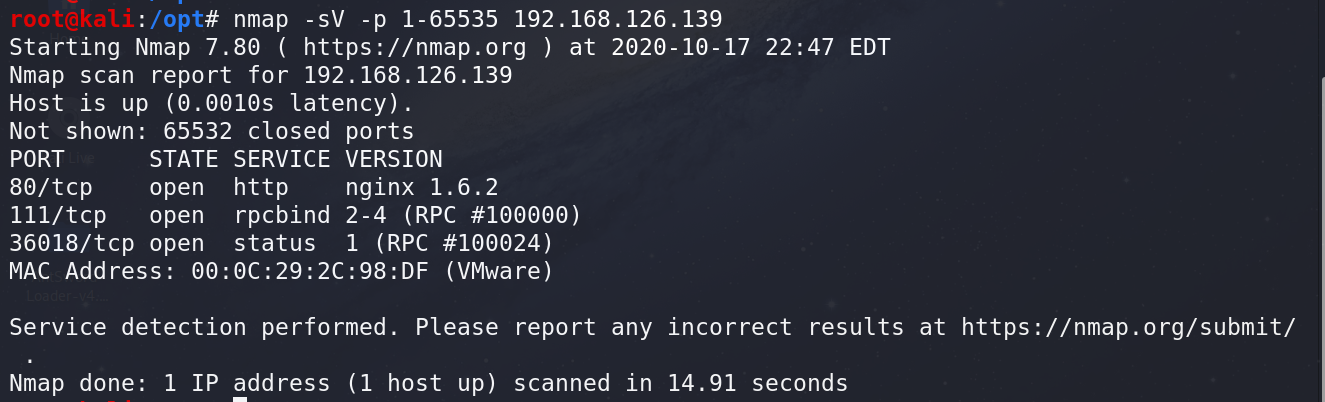 root@kali:/opt# nmap -sV -p 1-65535 192.168.126.139
Starting Nmap 7.80 ( https://nmap.org ) at 2020-10-17 22:47 EDT
Nmap scan report for 192.168.126.139
Host is up (0.0010s latency).
Not shown: 65532 closed ports
PORT      STATE SERVICE VERSION
80/tcp    open  http    nginx 1.6.2
111/tcp   open  rpcbind 2-4 (RPC #100000)
36018/tcp open  status  1 (RPC #100024)
MAC Address: 00:0C:29:2C:98:DF (VMware)
Loader-v4...
Service detection performed. Please report any incorrect results at https://nmap.org/submit/
.
Nmap done: 1 IP address (1 host up) scanned in 14.91 seconds